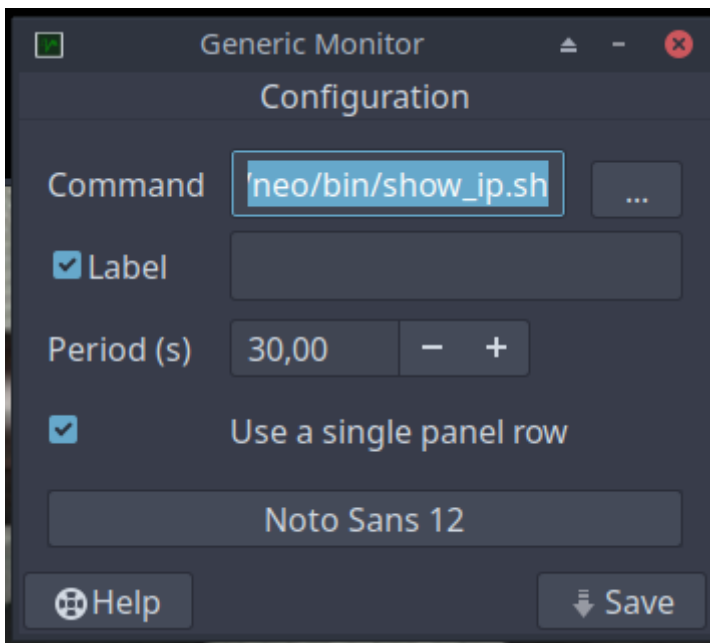 Generic Monitor
Configuration
Command /neo/bin/show_ip.sh ...
Label
Period (s) 30,00 − +
Use a single panel row
Noto Sans 12
Help Save